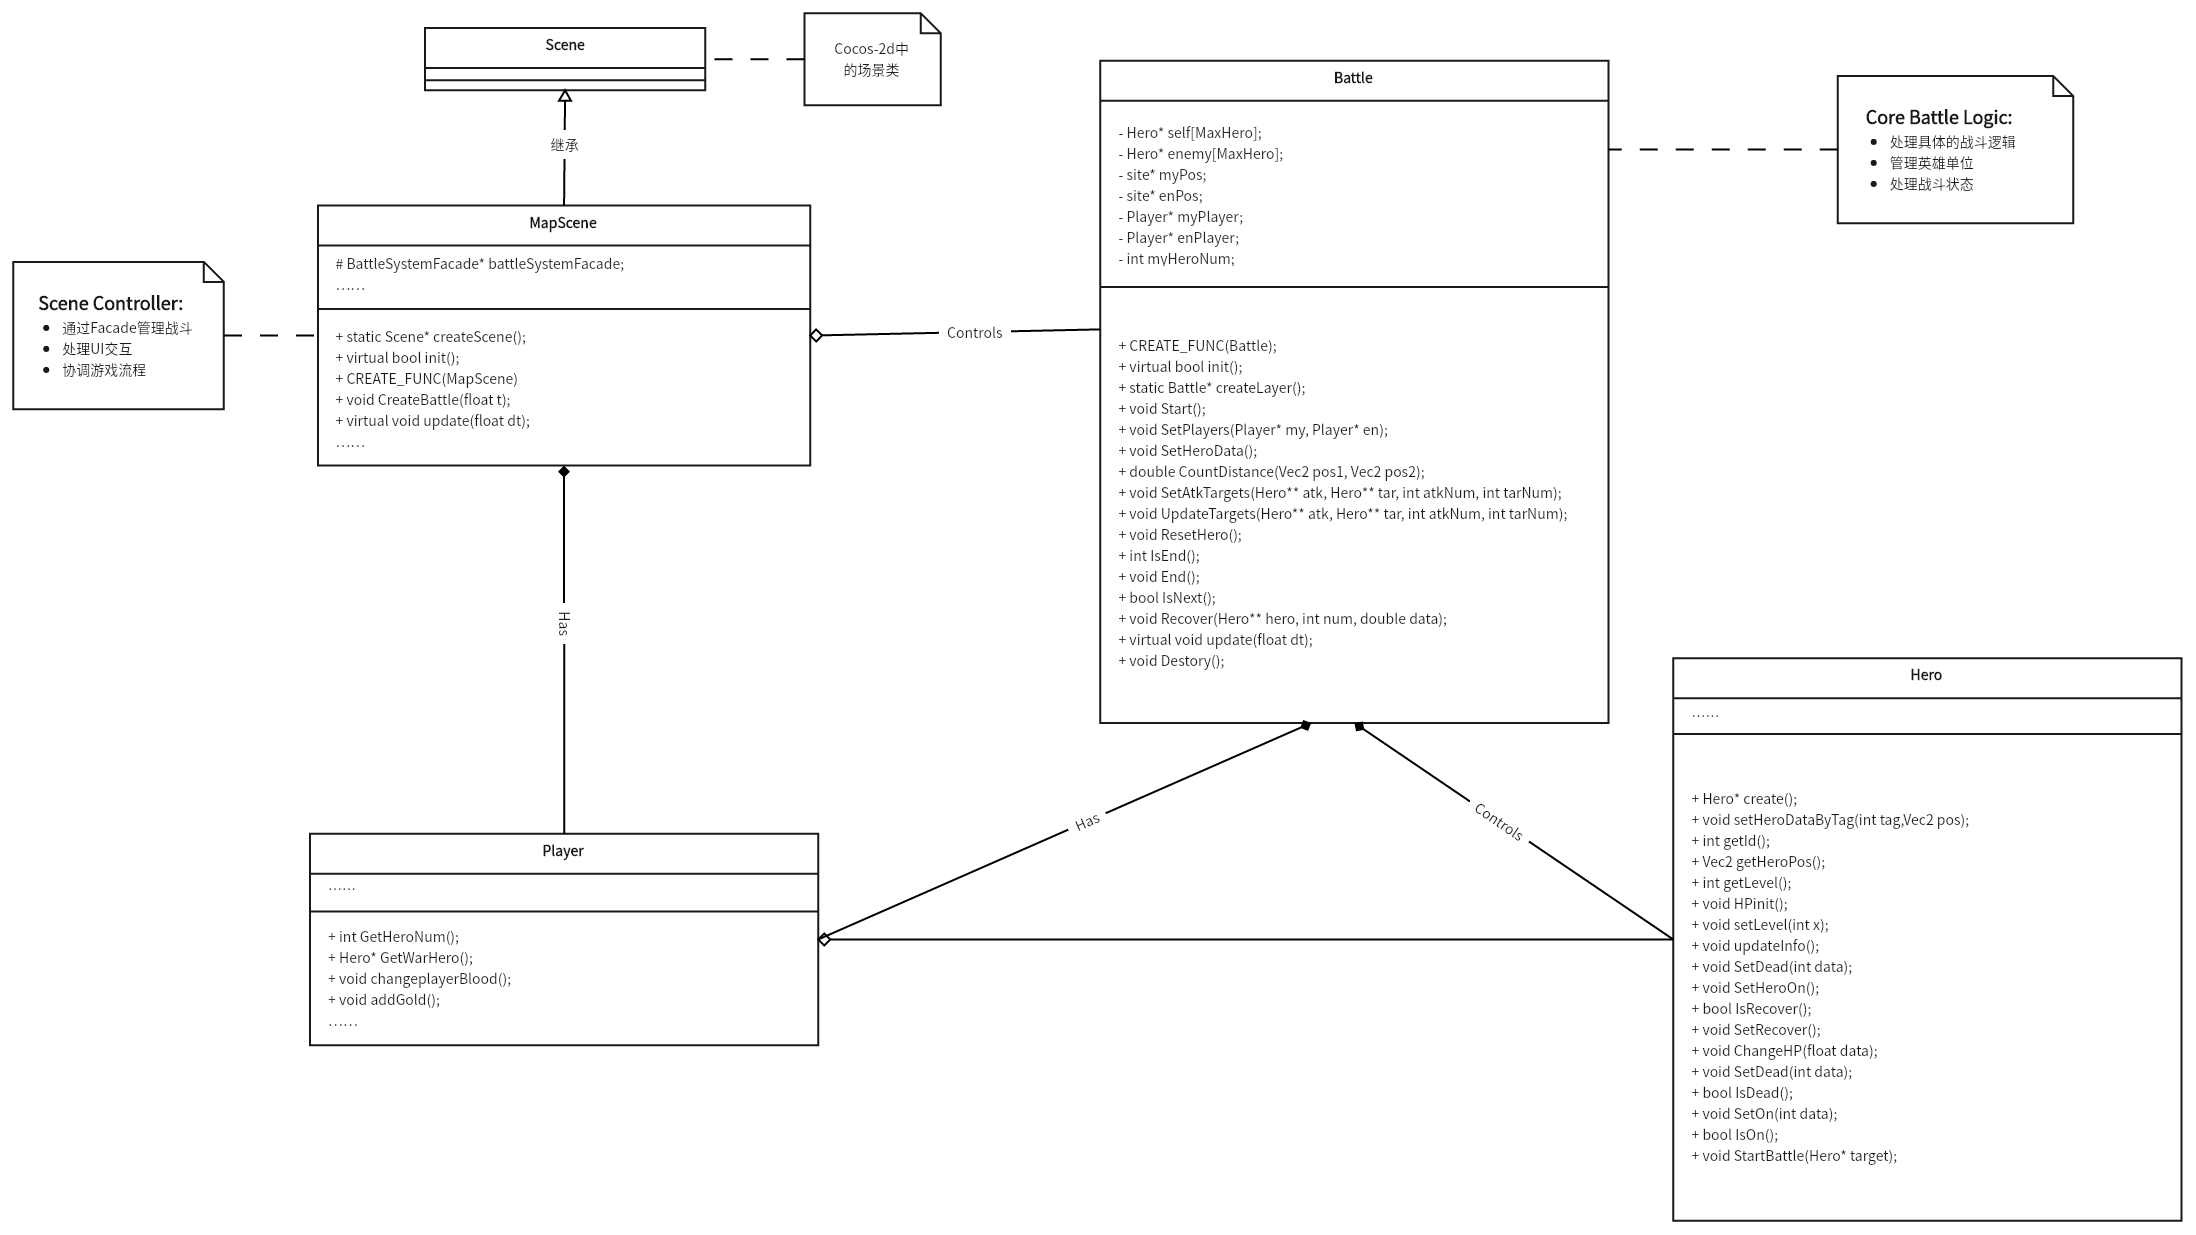 Scene
Cocos-2d中
的场景类
继承
MapScene
# BattleSystemFacade* battleSystemFacade;
……
+ static Scene* createScene();
+ virtual bool init();
+ CREATE_FUNC(MapScene)
+ void CreateBattle(float t);
+ virtual void update(float dt);
……
Scene Controller:
通过Facade管理战斗
处理UI交互
协调游戏流程
Controls
Battle
- Hero* self[MaxHero];
- Hero* enemy[MaxHero];
- site* myPos;
- site* enPos;
- Player* myPlayer;
- Player* enPlayer;
- int myHeroNum;
+ CREATE_FUNC(Battle);
+ virtual bool init();
+ static Battle* createLayer();
+ void Start();
+ void SetPlayers(Player* my, Player* en);
+ void SetHeroData();
+ double CountDistance(Vec2 pos1, Vec2 pos2);
+ void SetAtkTargets(Hero** atk, Hero** tar, int atkNum, int tarNum);
+ void UpdateTargets(Hero** atk, Hero** tar, int atkNum, int tarNum);
+ void ResetHero();
+ int IsEnd();
+ void End();
+ bool IsNext();
+ void Recover(Hero** hero, int num, double data);
+ virtual void update(float dt);
+ void Destory();
Core Battle Logic:
处理具体的战斗逻辑
管理英雄单位
处理战斗状态
Has
Has
Controls
Player
……
+ int GetHeroNum();
+ Hero* GetWarHero();
+ void changeplayerBlood();
+ void addGold();
……
Hero
……
+ Hero* create();
+ void setHeroDataByTag(int tag,Vec2 pos);
+ int getId();
+ Vec2 getHeroPos();
+ int getLevel();
+ void HPinit();
+ void setLevel(int x);
+ void updateInfo();
+ void SetDead(int data);
+ void SetHeroOn();
+ bool IsRecover();
+ void SetRecover();
+ void ChangeHP(float data);
+ void SetDead(int data);
+ bool IsDead();
+ void SetOn(int data);
+ bool IsOn();
+ void StartBattle(Hero* target);